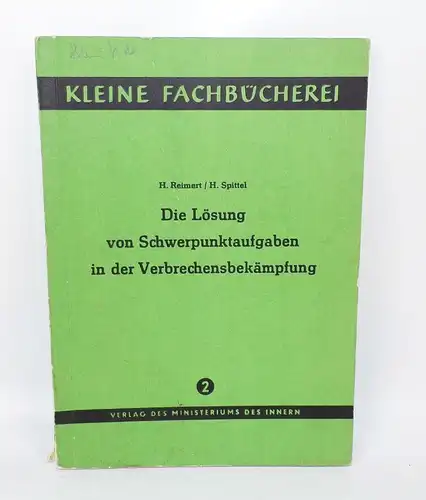 KLEINE FACHBÜCHEREI
H. Reimert / H. Spittel
Die Lösung
von Schwerpunktaufgaben
in der Verbrechensbekämpfung
2
VERLAG DES MINISTERIUMS DES INNERN